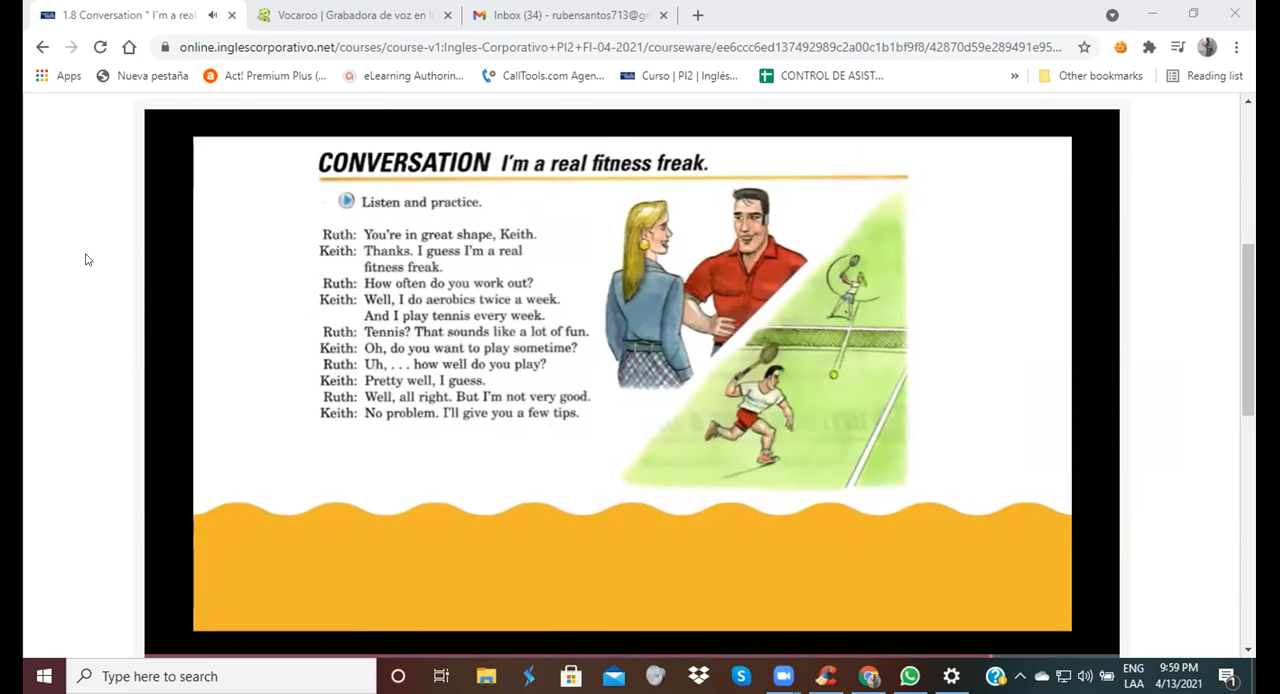 1.8 Conversation " I'm a real
Vocaroo | Grabadora de voz en lí
Inbox (34) - rubensantos713@gm
online.inglescorporativo.net/courses/course-v1:Ingles-Corporativo+PI2+FI-04-2021/courseware/ee6ccc6ed137492989c2a00c1b1bf9f8/42870d59e289491e95...
Apps
Nueva pestaña
Act! Premium Plus (...
eLearning Authorin...
CallTools.com Agen...
Curso | PI2 | Inglés...
CONTROL DE ASIST...
»
Other bookmarks
Reading list
CONVERSATION I'm a real fitness freak.
Listen and practice.
Ruth: You're in great shape, Keith.
Keith: Thanks. I guess I'm a real
fitness freak.
Ruth: How often do you work out?
Keith: Well, I do aerobics twice a week.
And I play tennis every week.
Ruth: Tennis? That sounds like a lot of fun.
Keith: Oh, do you want to play sometime?
Ruth: Uh, . . . how well do you play?
Keith: Pretty well, I guess.
Ruth: Well, all right. But I'm not very good.
Keith: No problem. I'll give you a few tips.
Type here to search
ENG
LAA
9:59 PM
4/13/2021
1